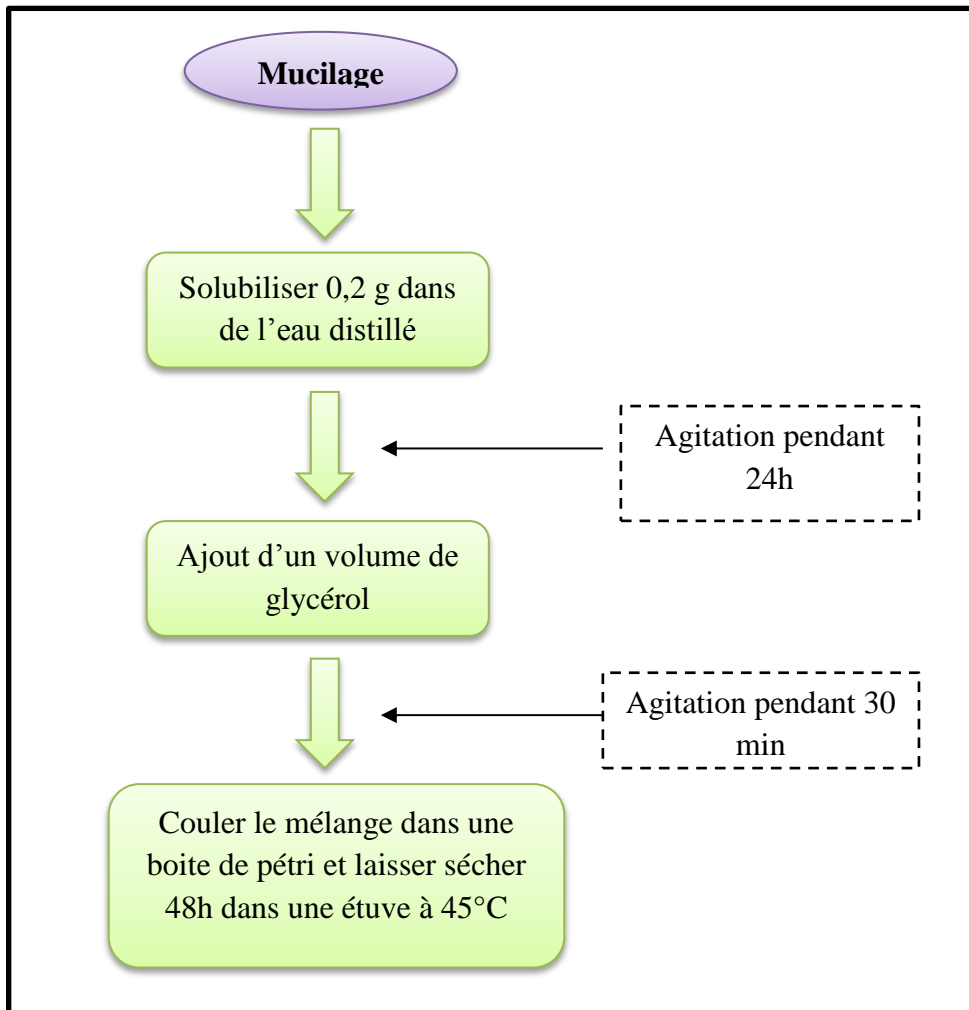 Mucilage
Solubiliser 0,2 g dans
de l’eau distillé
Agitation pendant
24h
Ajout d’un volume de
glycérol
Agitation pendant 30
min
Couler le mélange dans une
boite de pétri et laisser sécher
48h dans une étuve à 45°C